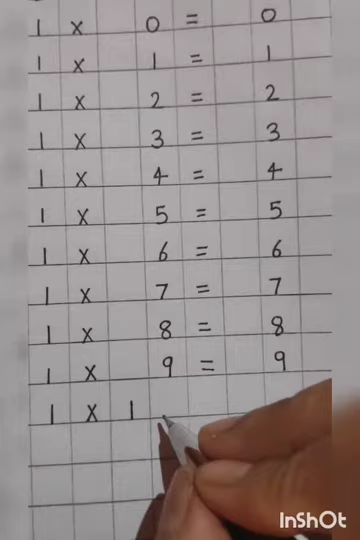 1 x 0 = 0
1 x 1 = 1
1 x 2 = 2
1 x 3 = 3
1 x 4 = 4
1 x 5 = 5
1 x 6 = 6
1 x 7 = 7
1 x 8 = 8
1 x 9 = 9
1 x 1
InShOt